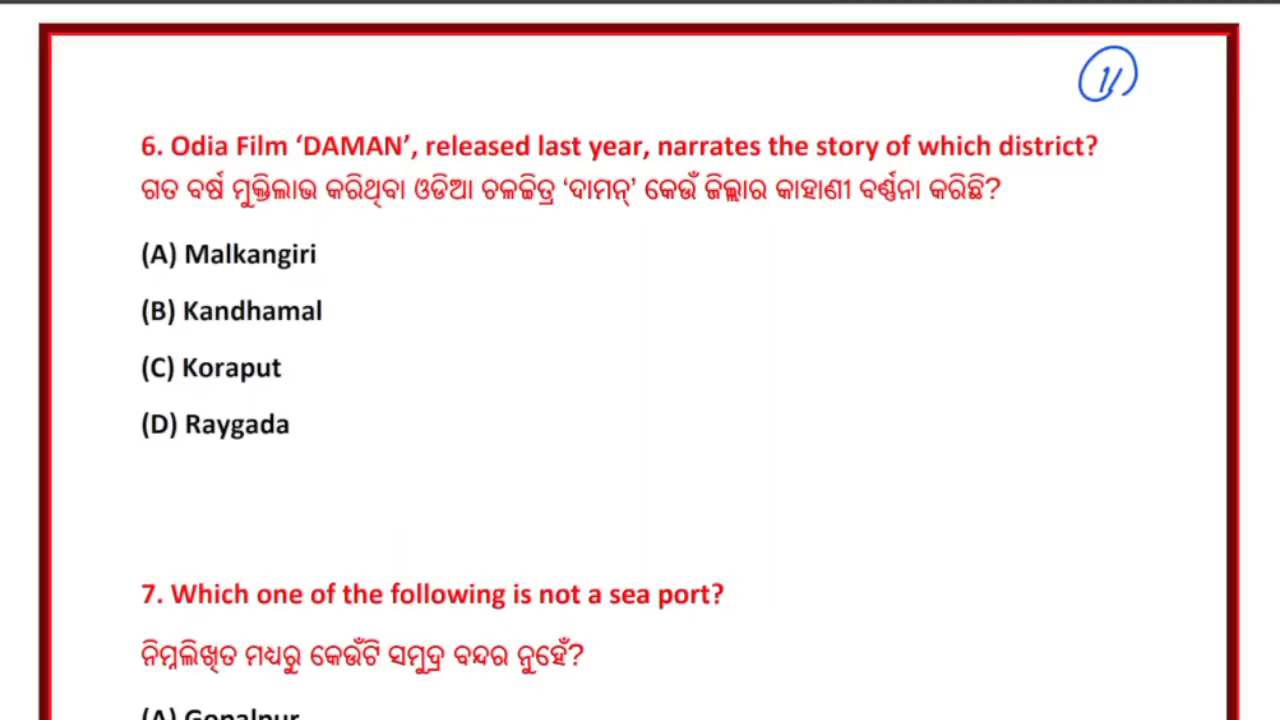 11
6. Odia Film ‘DAMAN’, released last year, narrates the story of which district?
ଗତ ବର୍ଷ ମୁକ୍ତିଲାଭ କରିଥିବା ଓଡିଆ ଚଳଚ୍ଚିତ୍ର ‘ଦାମନ୍’ କେଉଁ ଜିଲ୍ଲାର କାହାଣୀ ବର୍ଣ୍ଣନା କରିଛି?
(A) Malkangiri
(B) Kandhamal
(C) Koraput
(D) Raygada
7. Which one of the following is not a sea port?
ନିମ୍ନଲିଖିତ ମଧ୍ୟରୁ କେଉଁଟି ସମୁଦ୍ର ବନ୍ଦର ନୁହେଁ?
(A) Gopalpur